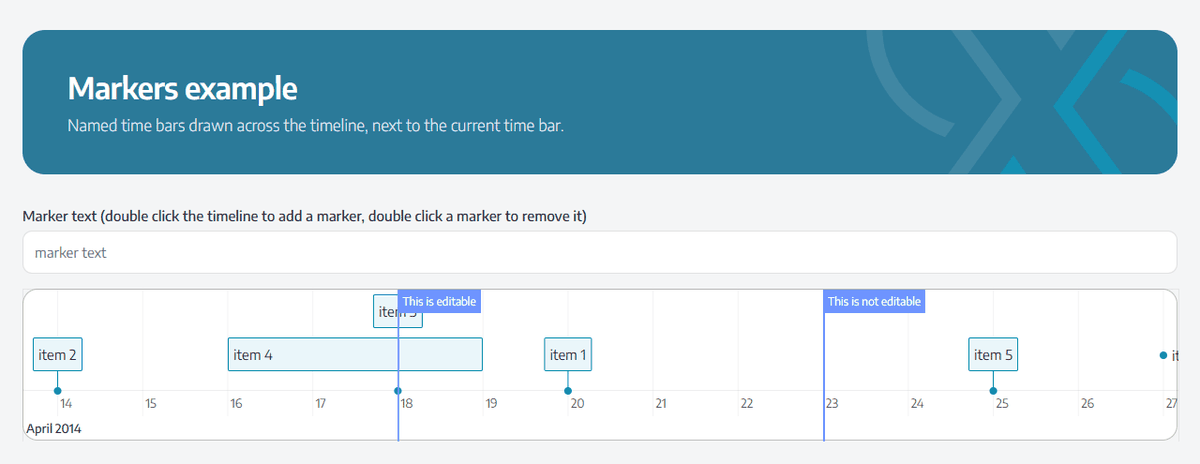 Markers example
Named time bars drawn across the timeline, next to the current time bar.
Marker text (double click the timeline to add a marker, double click a marker to remove it)
marker text
This is editable
This is not editable
item 2
item 4
item 1
item 5
14 15 16 17 18 19 20 21 22 23 24 25 26 27
April 2014